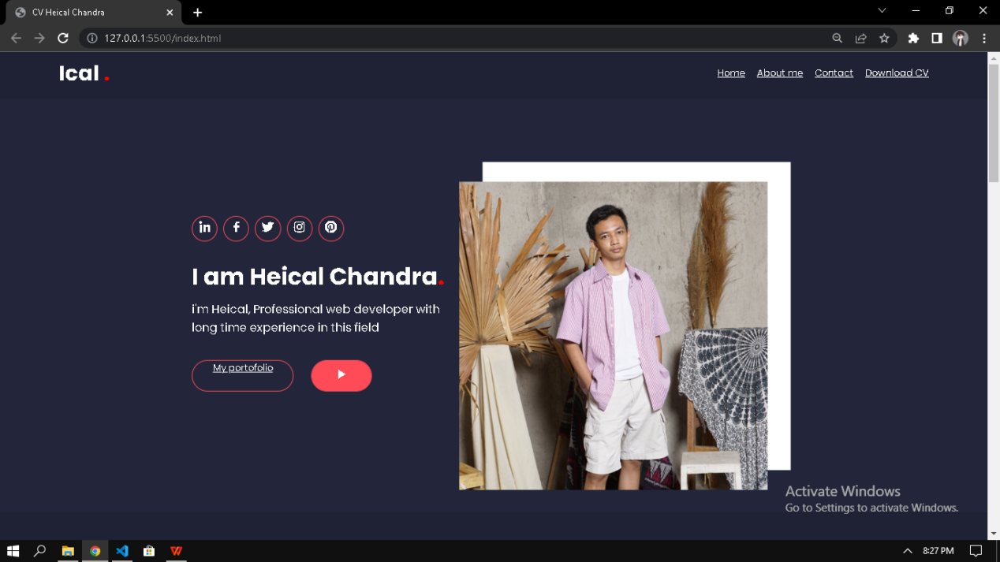 CV Heical Chandra
127.0.0.1:5500/index.html
Ical .
Home About me Contact Download CV
in
I am Heical Chandra.
i'm Heical, Professional web developer with
long time experience in this field
My portofolio
Activate Windows
Go to Settings to activate Windows.
8:27 PM